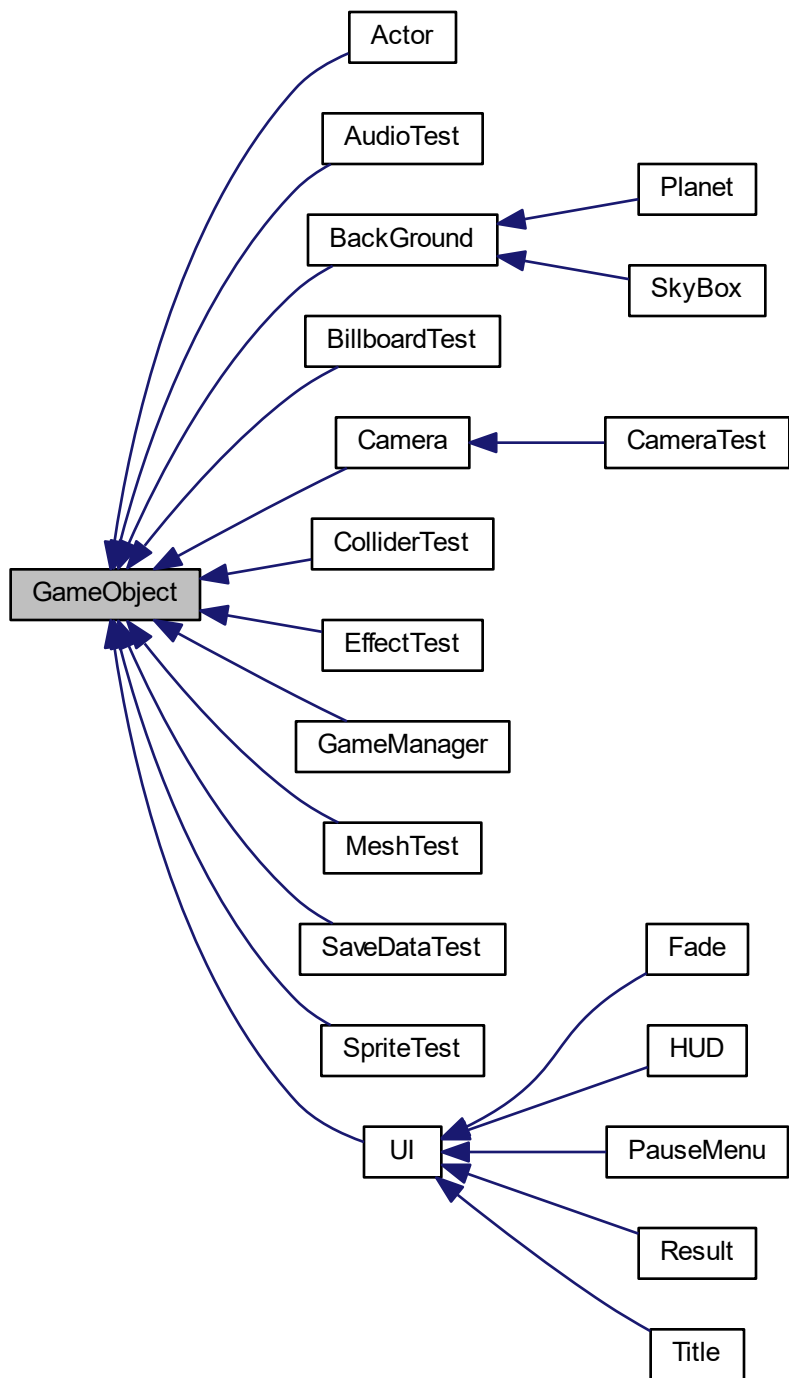 Actor
AudioTest
Planet
BackGround
SkyBox
BillboardTest
Camera
CameraTest
ColliderTest
GameObject
EffectTest
GameManager
MeshTest
SaveDataTest
Fade
SpriteTest
HUD
UI
PauseMenu
Result
Title